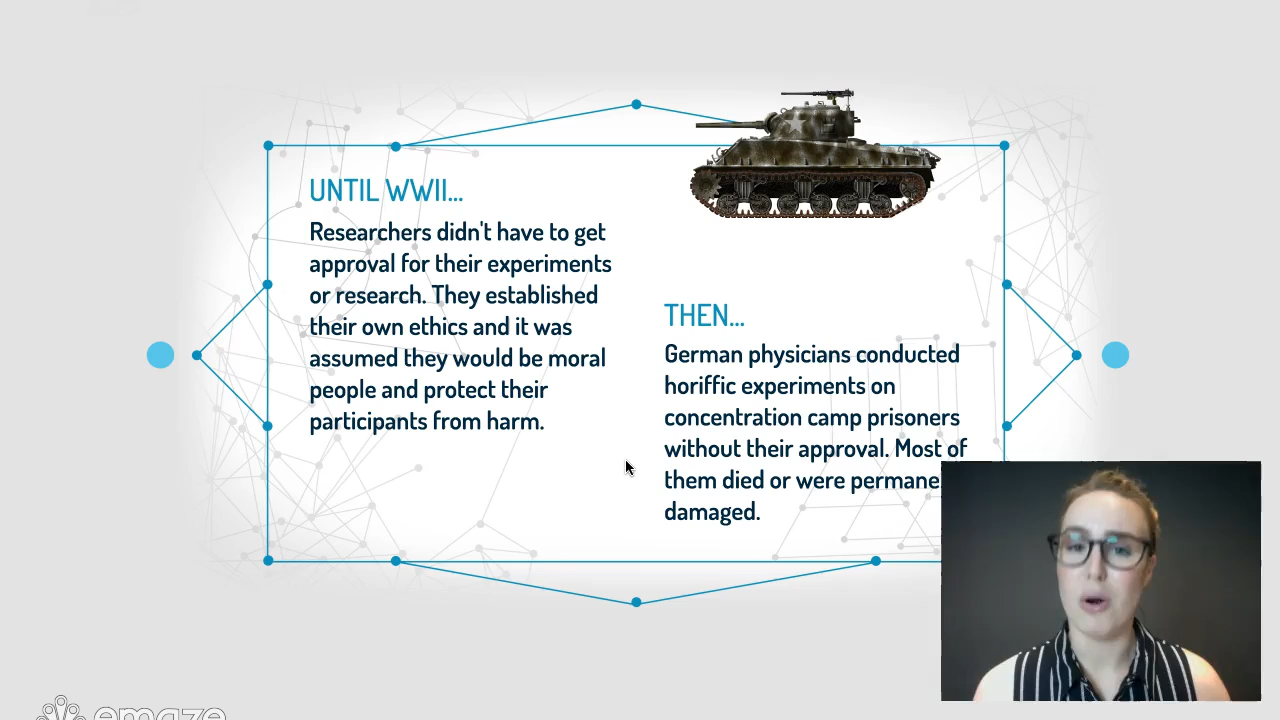 UNTIL WWII...
Researchers didn't have to get
approval for their experiments
or research. They established
their own ethics and it was
assumed they would be moral
people and protect their
participants from harm.
THEN...
German physicians conducted
horiffic experiments on
concentration camp prisoners
without their approval. Most of
them died or were
damaged.
emaze